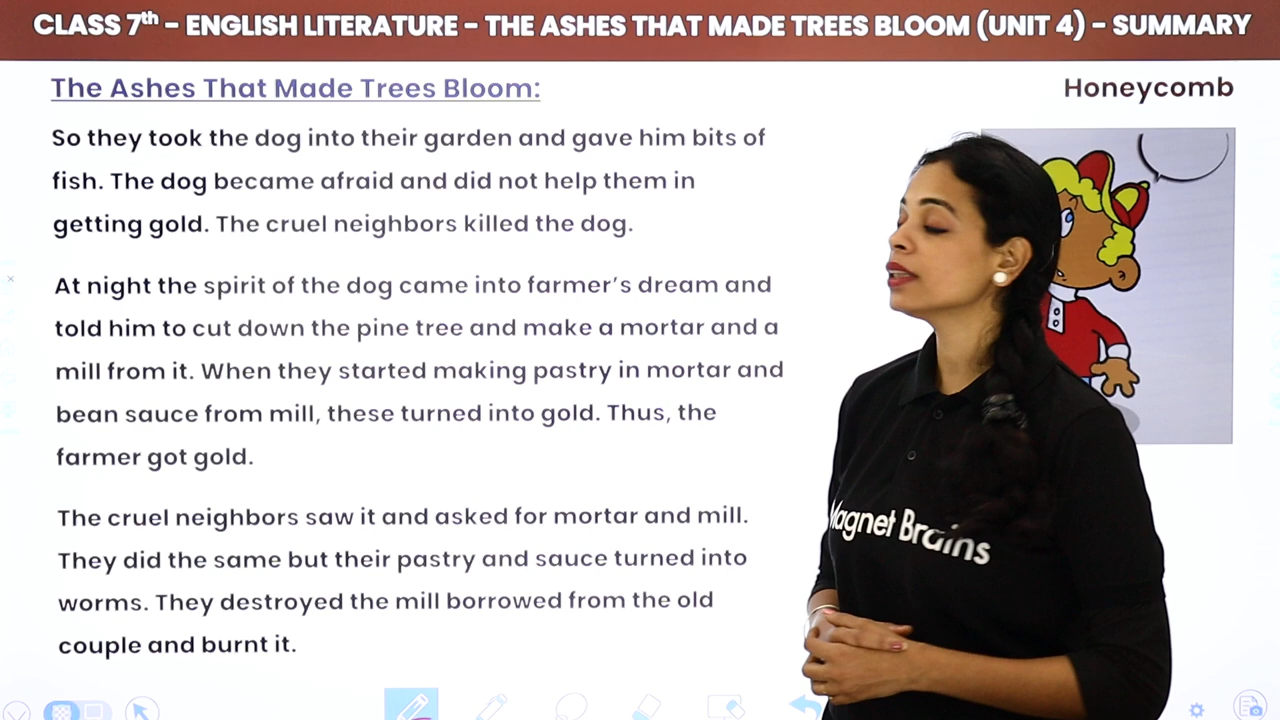 CLASS 7th – ENGLISH LITERATURE – THE ASHES THAT MADE TREES BLOOM (UNIT 4) – SUMMARY
The Ashes That Made Trees Bloom:
Honeycomb
So they took the dog into their garden and gave him bits of
fish. The dog became afraid and did not help them in
getting gold. The cruel neighbors killed the dog.
At night the spirit of the dog came into farmer's dream and
told him to cut down the pine tree and make a mortar and a
mill from it. When they started making pastry in mortar and
bean sauce from mill, these turned into gold. Thus, the
farmer got gold.
The cruel neighbors saw it and asked for mortar and mill.
They did the same but their pastry and sauce turned into
worms. They destroyed the mill borrowed from the old
couple and burnt it.
Magnet Brains